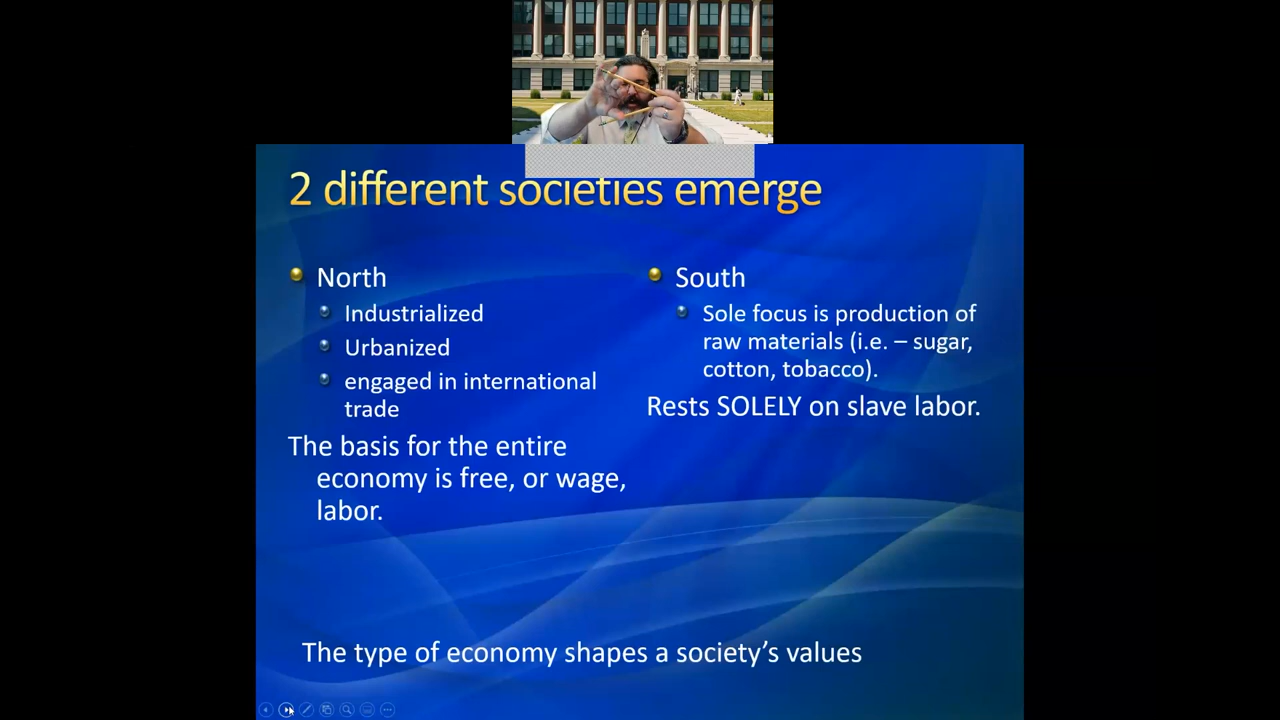 2 different societies emerge
North
Industrialized
Urbanized
engaged in international
trade
The basis for the entire
economy is free, or wage,
labor.
South
Sole focus is production of
raw materials (i.e. – sugar,
cotton, tobacco).
Rests SOLELY on slave labor.
The type of economy shapes a society’s values